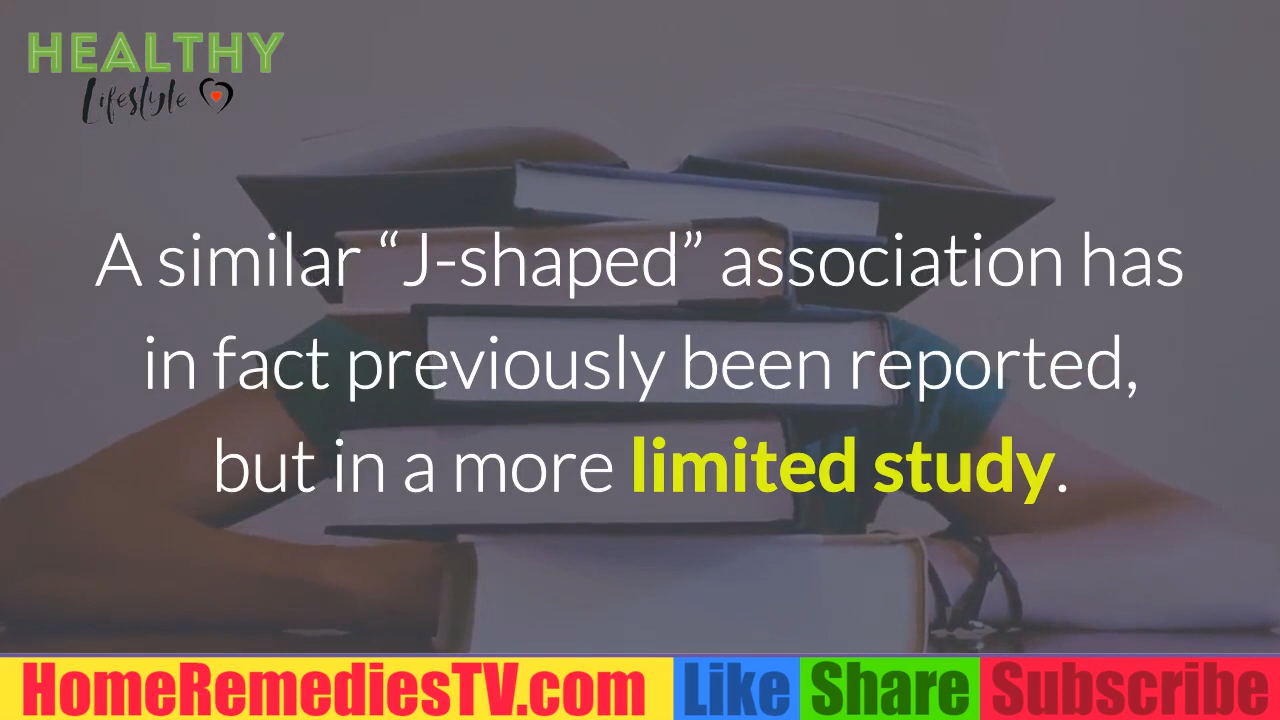 HEALTHY
Lifestyle
A similar “J-shaped” association has
in fact previously been reported,
but in a more limited study.
HomeRemediesTV.com Like Share Subscribe